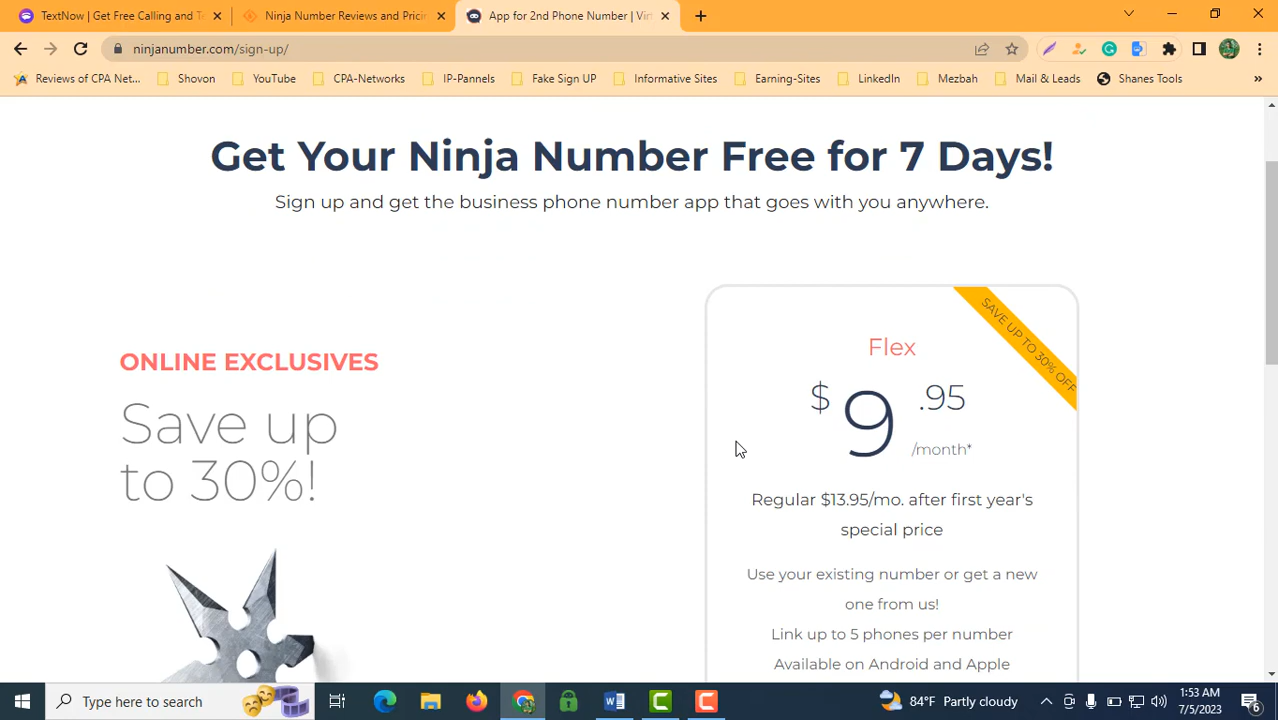 TextNow | Get Free Calling and Te
Ninja Number Reviews and Pricin
App for 2nd Phone Number | Virt
ninjanumber.com/sign-up/
Reviews of CPA Net...
Shovon
YouTube
CPA-Networks
IP-Pannels
Fake Sign UP
Informative Sites
Earning-Sites
LinkedIn
Mezbah
Mail & Leads
Shanes Tools
»
Get Your Ninja Number Free for 7 Days!
Sign up and get the business phone number app that goes with you anywhere.
SAVE UP TO 30% OFF
ONLINE EXCLUSIVES
Save up
to 30%!
Flex
$9.95
/month*
Regular $13.95/mo. after first year's
special price
Use your existing number or get a new
one from us!
Link up to 5 phones per number
Available on Android and Apple
Type here to search
84°F Partly cloudy
1:53 AM
7/5/2023
6